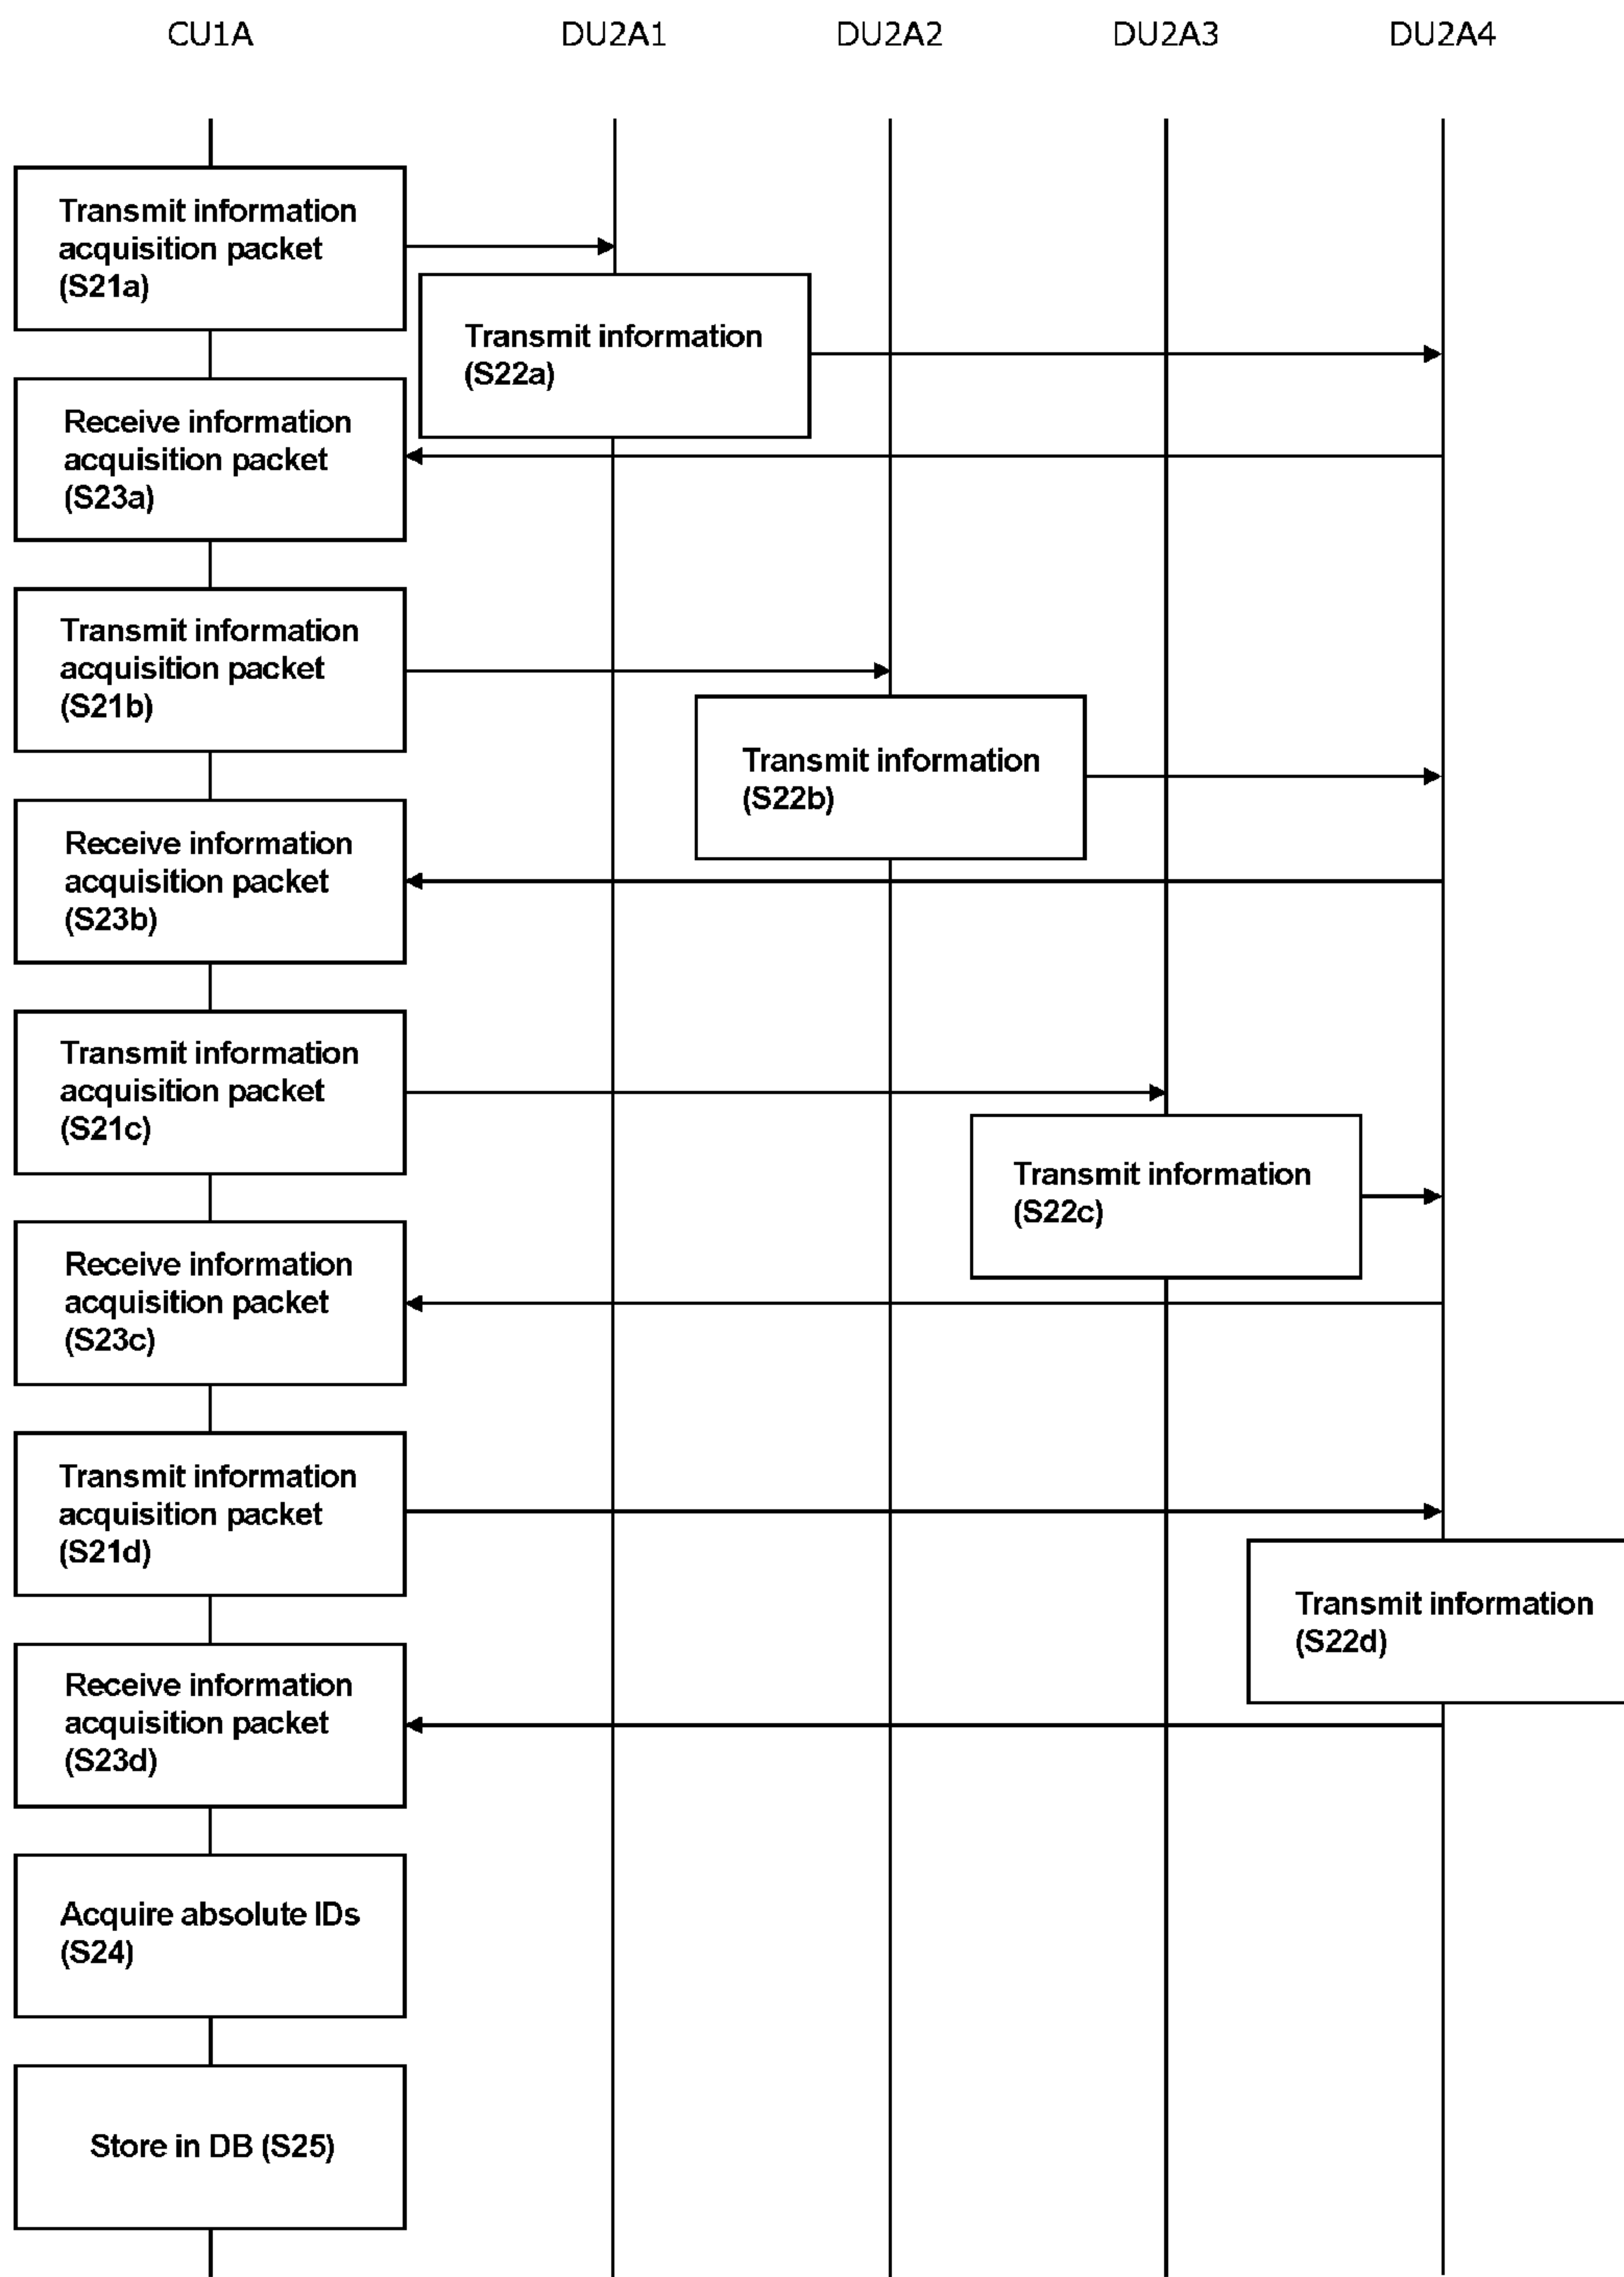 CU1A
DU2A1
DU2A2
DU2A3
DU2A4
Transmit information
acquisition packet
(S21a)
Transmit information
(S22a)
Receive information
acquisition packet
(S23a)
Transmit information
acquisition packet
(S21b)
Transmit information
(S22b)
Receive information
acquisition packet
(S23b)
Transmit information
acquisition packet
(S21c)
Transmit information
(S22c)
Receive information
acquisition packet
(S23c)
Transmit information
acquisition packet
(S21d)
Transmit information
(S22d)
Receive information
acquisition packet
(S23d)
Acquire absolute IDs
(S24)
Store in DB (S25)